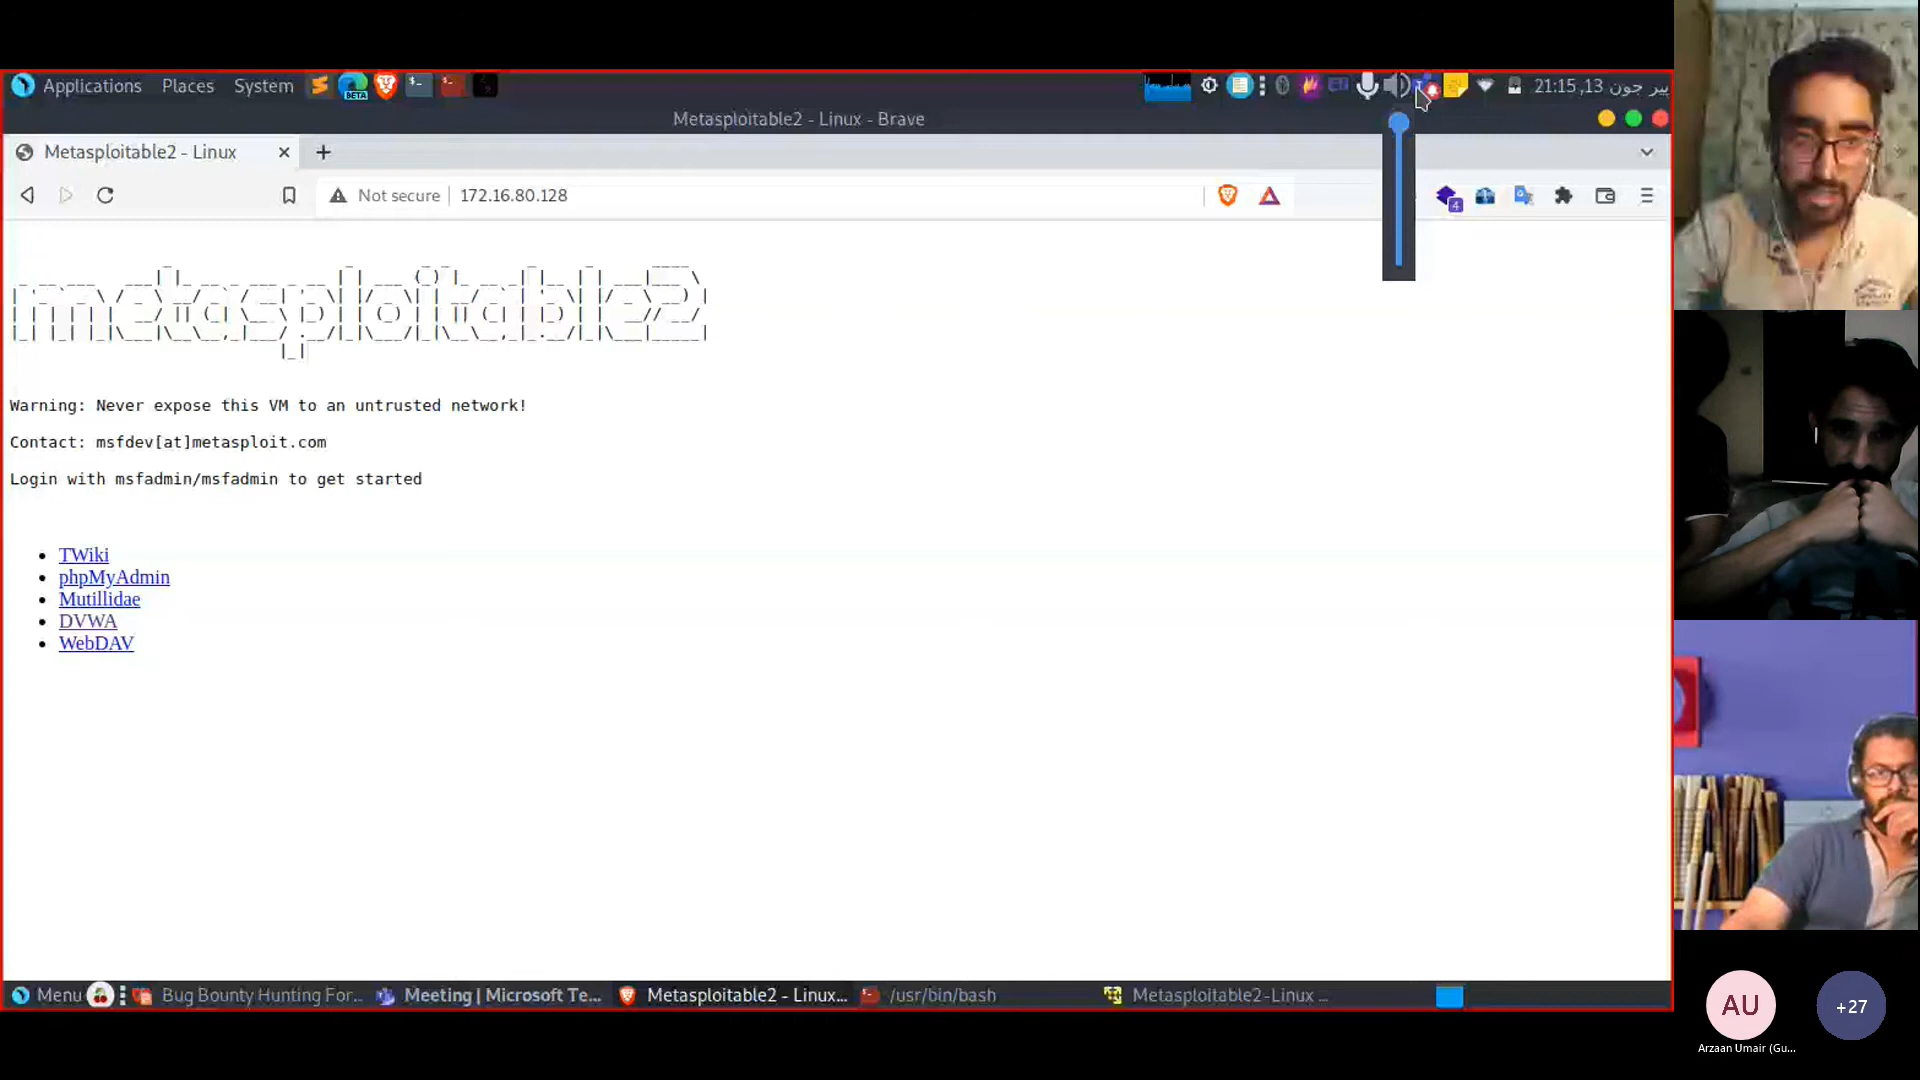 Applications Places System BETA
21:15 ,13 پیر جون
Metasploitable2 - Linux - Brave
Metasploitable2 - Linux
Not secure 172.16.80.128
4
metasploitable2
Warning: Never expose this VM to an untrusted network!
Contact: msfdev[at]metasploit.com
Login with msfadmin/msfadmin to get started
TWiki
phpMyAdmin
Mutillidae
DVWA
WebDAV
Menu Bug Bounty Hunting For... Meeting | Microsoft Te... Metasploitable2 - Linux... /usr/bin/bash Metasploitable2-Linux ...
AU
+27
Arzaan Umair (Gu...